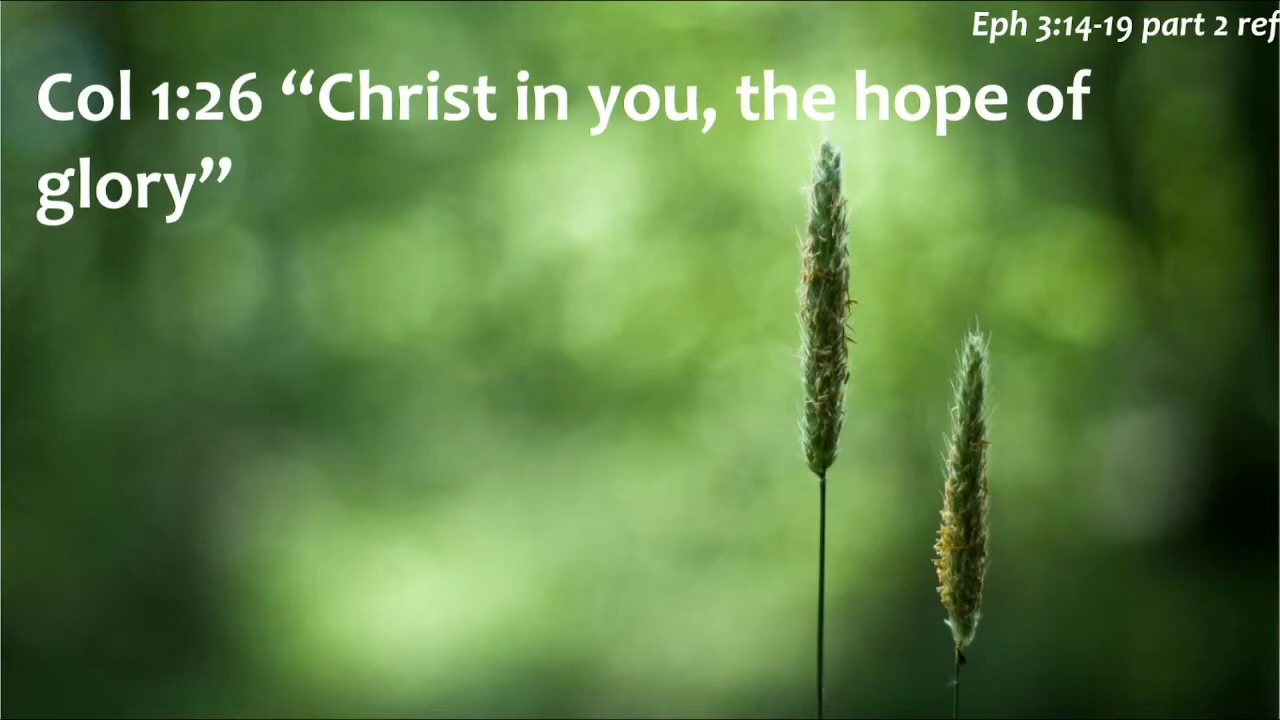 Eph 3:14-19 part 2 ref
Col 1:26 “Christ in you, the hope of
glory”